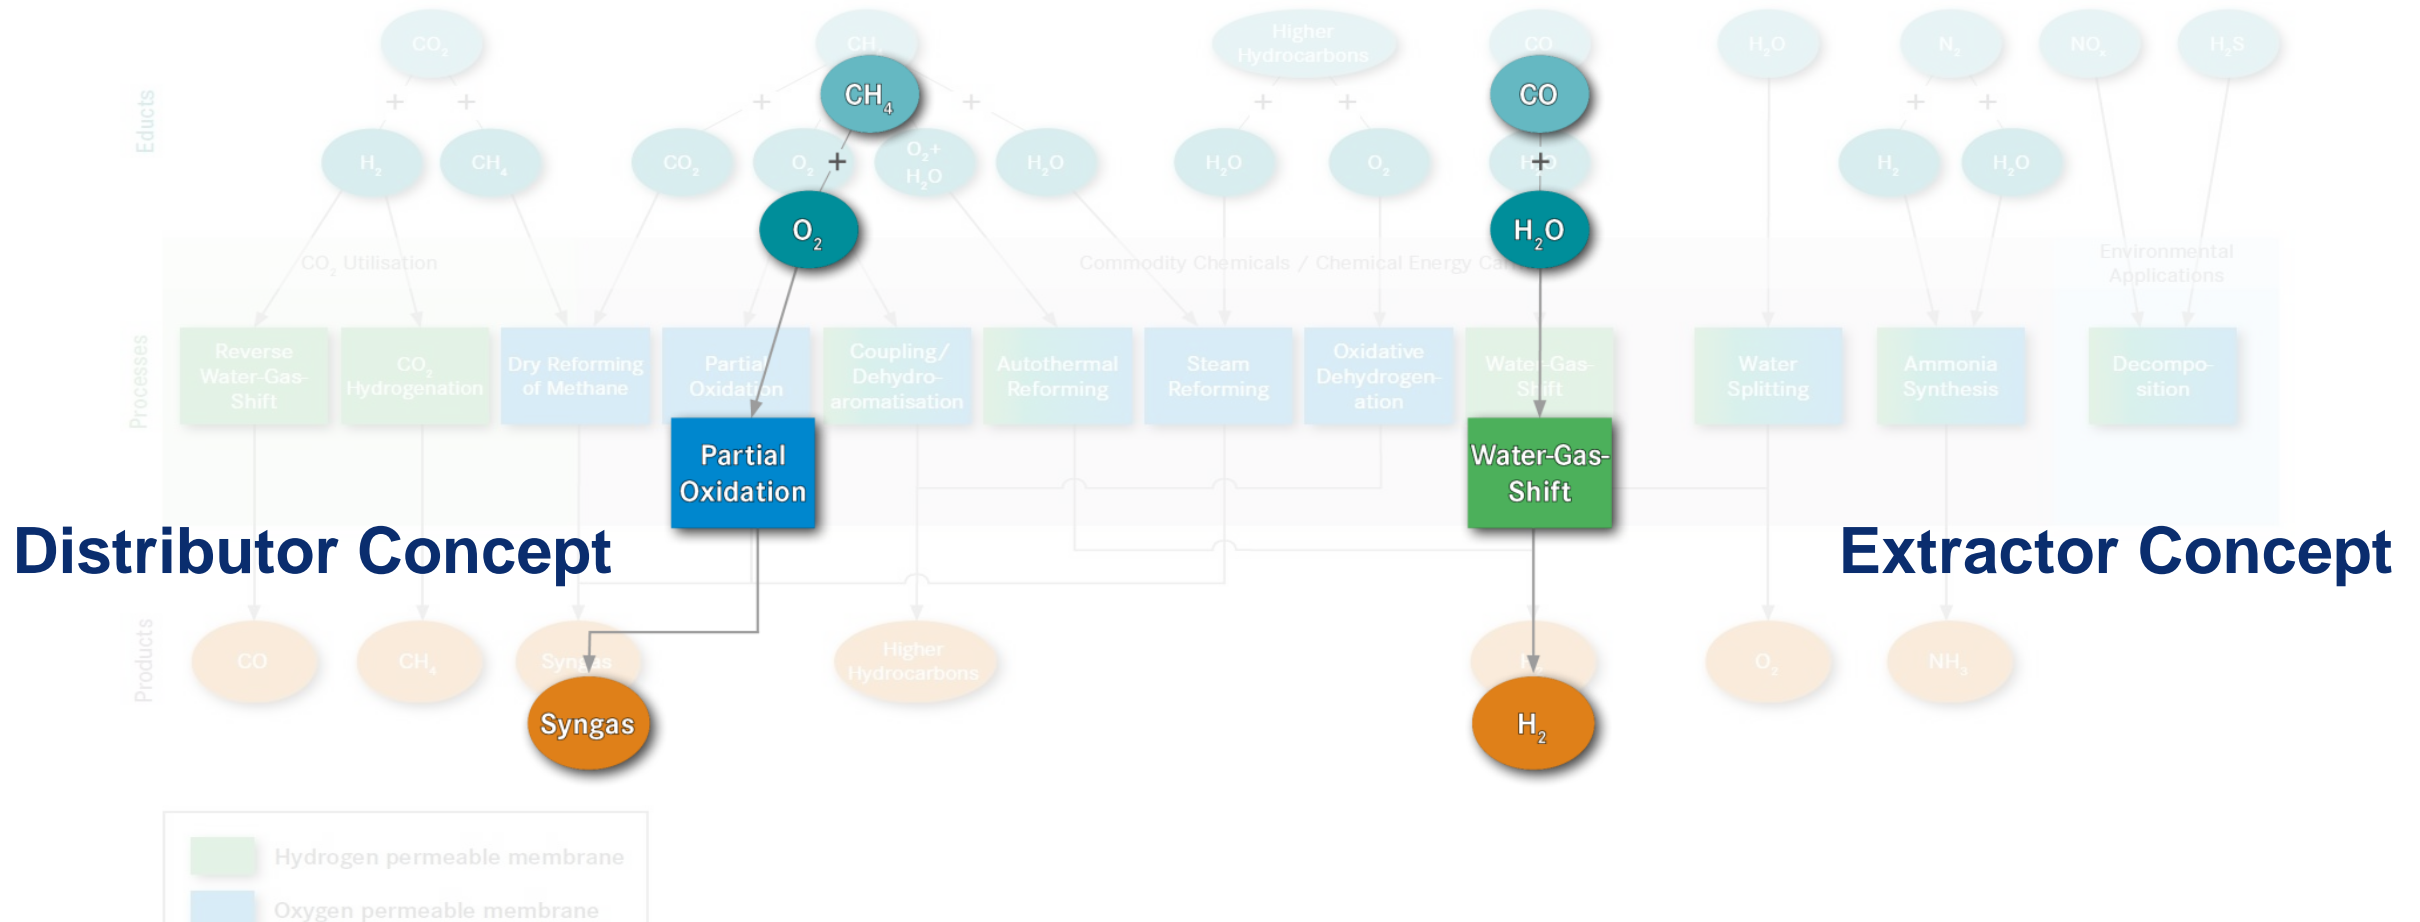 CO₂
CH₄
Higher
Hydrocarbons
CO
H₂O
N₂
NOₓ
H₂S
CH₄
CO
Educts
+ + + + + + + +
H₂
CH₄
CO₂
O₂
+
O₂+
H₂O
H₂O
H₂O
O₂
H₂O
+
H₂
H₂O
O₂
H₂O
CO₂ Utilisation
Commodity Chemicals / Chemical Energy Ca
Environmental
Applications
Processes
Reverse
Water-Gas-
Shift
CO₂
Hydrogenation
Dry Reforming
of Methane
Partial
Oxidation
Coupling/
Dehydro-
aromatisation
Autothermal
Reforming
Steam
Reforming
Oxidative
Dehydrogen-
ation
Water-Gas-
Shift
Water
Splitting
Ammonia
Synthesis
Decompo-
sition
Partial
Oxidation
Water-Gas-
Shift
Distributor Concept
Extractor Concept
Products
CO
CH₄
Syngas
Higher
Hydrocarbons
H₂
O₂
NH₃
Syngas
H₂
Hydrogen permeable membrane
Oxygen permeable membrane